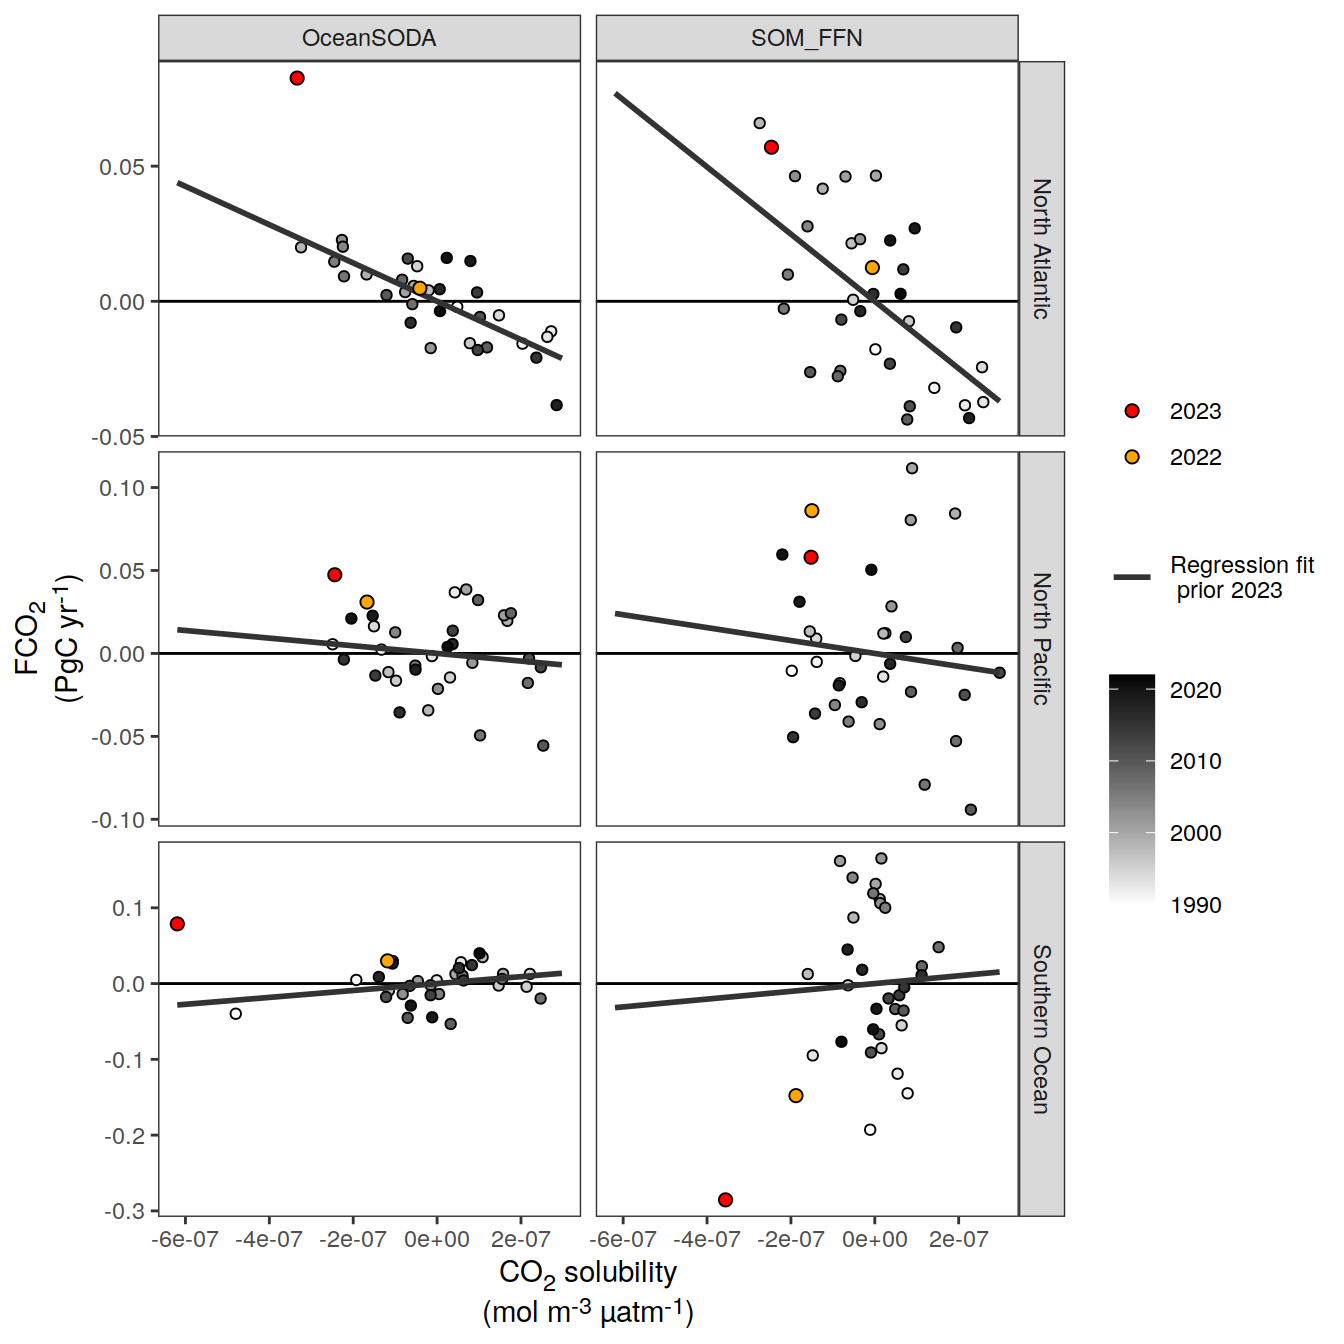 OceanSODA
SOM_FFN
0.05
0.00
-0.05
North Atlantic
0.10
0.05
0.00
-0.05
-0.10
North Pacific
0.1
0.0
-0.1
-0.2
-0.3
Southern Ocean
FCO2
(PgC yr-1)
-6e-07 -4e-07 -2e-07 0e+00 2e-07
-6e-07 -4e-07 -2e-07 0e+00 2e-07
CO2 solubility
(mol m-3 µatm-1)
2023
2022
Regression fit
prior 2023
2020
2010
2000
1990